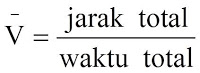 V̄ = jarak total
waktu total